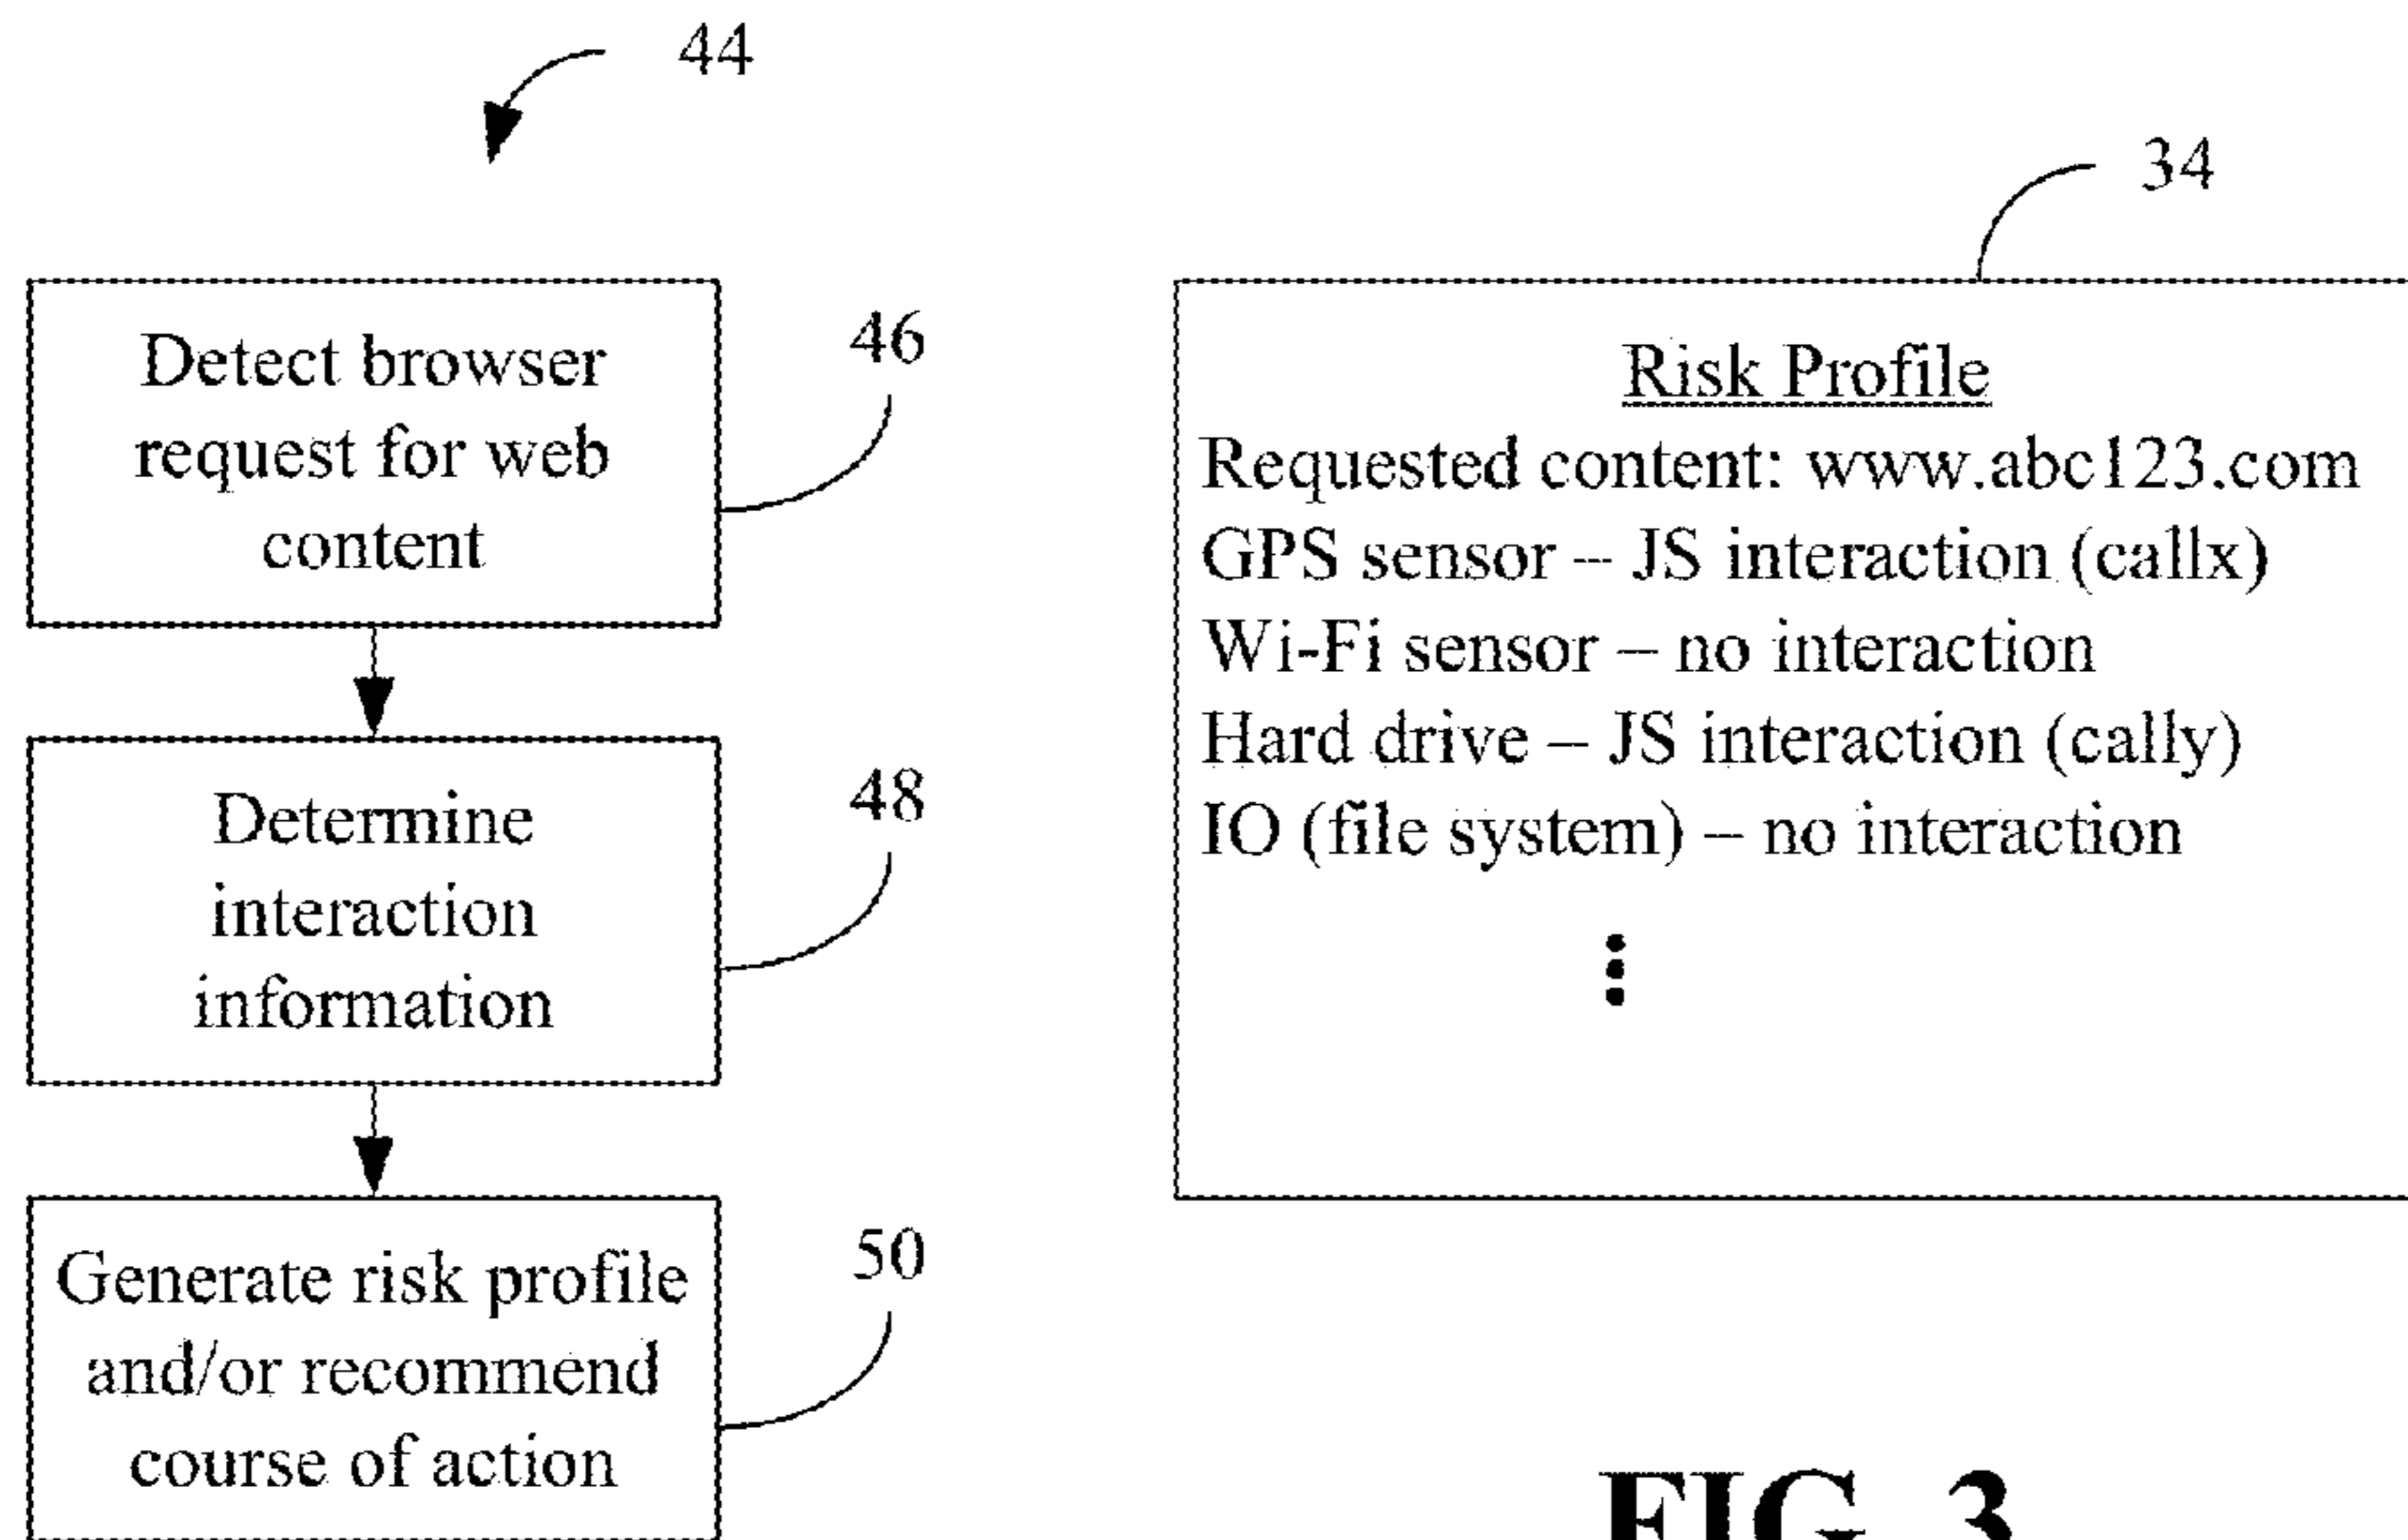 44
Detect browser
request for web
content
46
Determine
interaction
information
48
Generate risk profile
and/or recommend
course of action
50
34
Risk Profile
Requested content: www.abc123.com
GPS sensor – JS interaction (callx)
Wi-Fi sensor – no interaction
Hard drive – JS interaction (cally)
IO (file system) – no interaction
FIG. 3